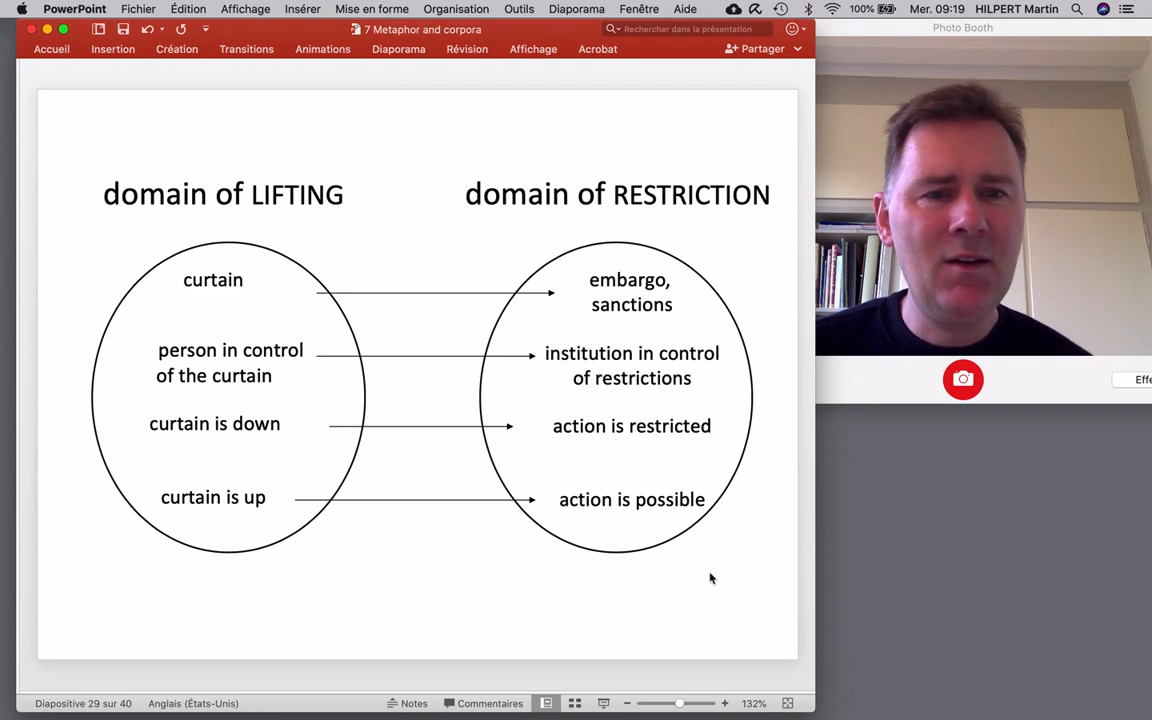 PowerPoint Fichier Édition Affichage Insérer Mise en forme Organisation Outils Diaporama Fenêtre Aide 100% Mer. 09:19 HILPERT Martin
7 Metaphor and corpora
Rechercher dans la présentation
Photo Booth
Accueil Insertion Création Transitions Animations Diaporama Révision Affichage Acrobat Partager
domain of LIFTING
domain of RESTRICTION
curtain
embargo,
sanctions
person in control
of the curtain
institution in control
of restrictions
curtain is down
action is restricted
curtain is up
action is possible
Effe
Diapositive 29 sur 40 Anglais (États-Unis) Notes Commentaires 132%